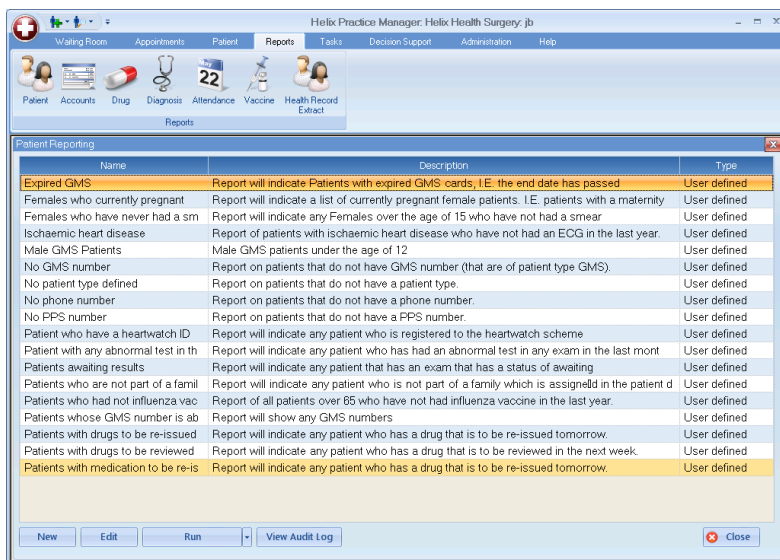 Helix Practice Manager: Helix Health Surgery: jb
Waiting Room Appointments Patient Reports Tasks Decision Support Administration Help
22
Patient Accounts Drug Diagnosis Attendance Vaccine Health Record Extract
Reports
Patient Reporting
Name Description Type
Expired GMS Report will indicate Patients with expired GMS cards, I.E. the end date has passed User defined
Females who currently pregnant Report will indicate a list of currently pregnant female patients. I.E. patients with a maternity User defined
Females who have never had a sm Report will indicate any Females over the age of 15 who have not had a smear User defined
Ischaemic heart disease Report of patients with ischaemic heart disease who have not had an ECG in the last year. User defined
Male GMS Patients Male GMS patients under the age of 12 User defined
No GMS number Report on patients that do not have GMS number (that are of patient type GMS). User defined
No patient type defined Report on patients that do not have a patient type. User defined
No phone number Report on patients that do not have a phone number. User defined
No PPS number Report on patients that do not have a PPS number. User defined
Patient who have a heartwatch ID Report will indicate any patient who is registered to the heartwatch scheme User defined
Patient with any abnormal test in th Report will indicate any patient who has had an abnormal test in any exam in the last mont User defined
Patients awaiting results Report will indicate any patient that has an exam that has a status of awaiting User defined
Patients who are not part of a famil Report will indicate any patient who is not part of a family which is assigne▯d in the patient d User defined
Patients who had not influenza vac Report of all patients over 65 who have not had influenza vaccine in the last year. User defined
Patients whose GMS number is ab Report will show any GMS numbers User defined
Patients with drugs to be re-issued Report will indicate any patient who has a drug that is to be re-issued tomorrow. User defined
Patients with drugs to be reviewed Report will indicate any patient who has a drug that is to be reviewed in the next week. User defined
Patients with medication to be re-is Report will indicate any patient who has a drug that is to be re-issued tomorrow. User defined
New Edit Run View Audit Log Close